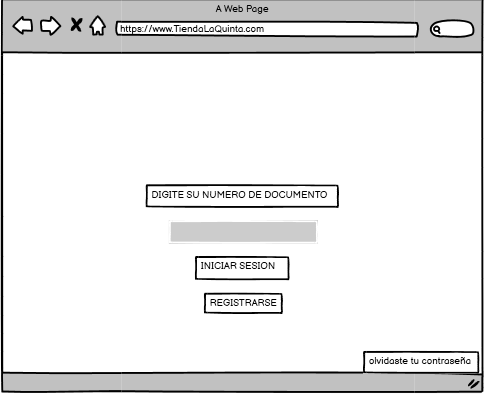 A Web Page
https://www.TiendaLaQuinta.com
DIGITE SU NUMERO DE DOCUMENTO
INICIAR SESION
REGISTRARSE
olvidaste tu contraseña